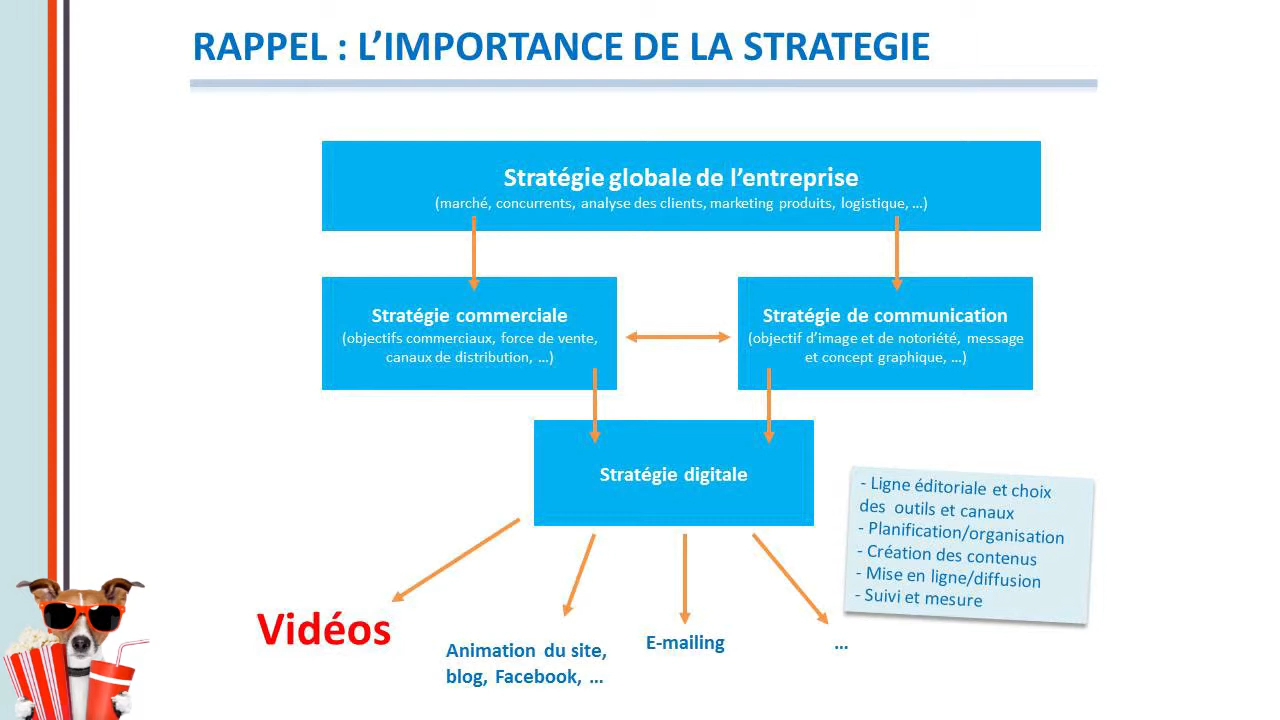 RAPPEL : L’IMPORTANCE DE LA STRATEGIE
Stratégie globale de l’entreprise
(marché, concurrents, analyse des clients, marketing produits, logistique, …)
Stratégie commerciale
(objectifs commerciaux, force de vente,
canaux de distribution, …)
Stratégie de communication
(objectif d’image et de notoriété, message
et concept graphique, …)
Stratégie digitale
- Ligne éditoriale et choix
des outils et canaux
- Planification/organisation
- Création des contenus
- Mise en ligne/diffusion
- Suivi et mesure
Vidéos
Animation du site,
blog, Facebook, …
E-mailing
…